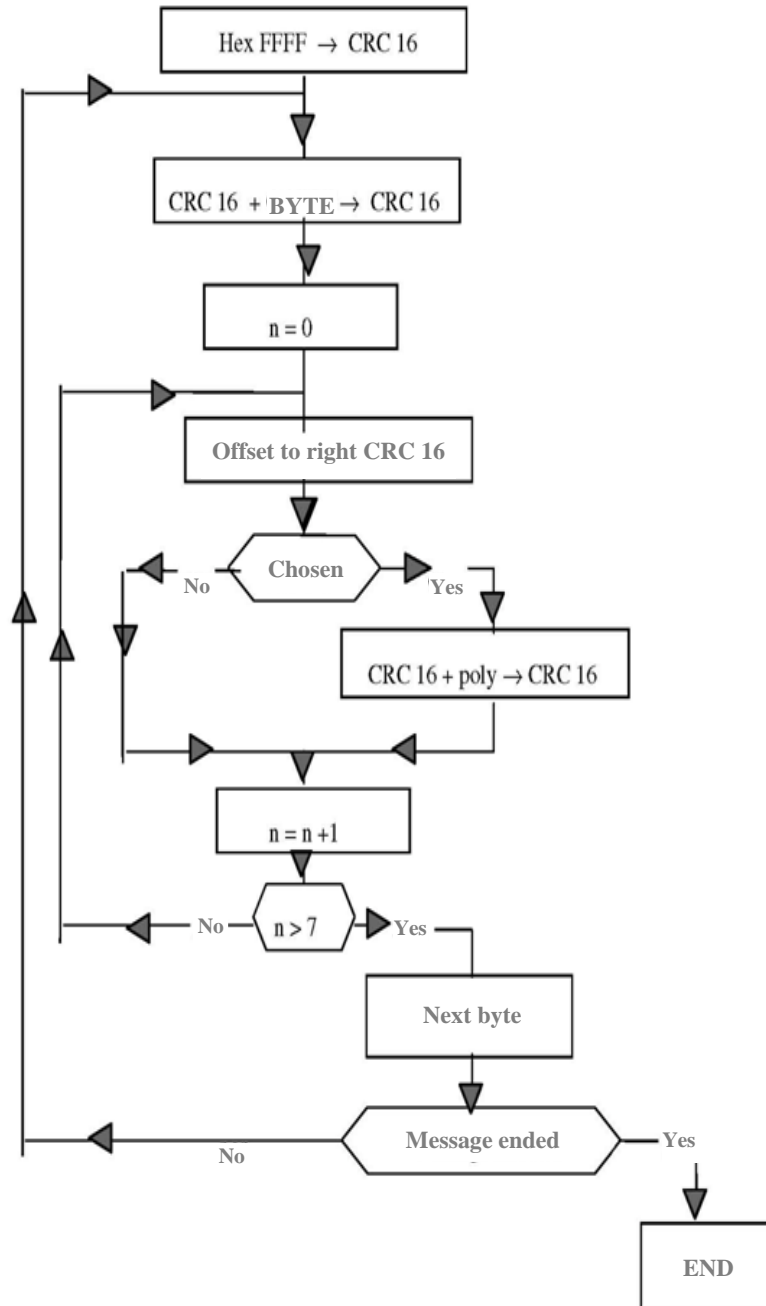 Hex FFFF → CRC 16
CRC 16 + BYTE → CRC 16
n = 0
Offset to right CRC 16
Chosen
No
Yes
CRC 16 + poly → CRC 16
n = n +1
n > 7
No
Yes
Next byte
Message ended
No
Yes
END